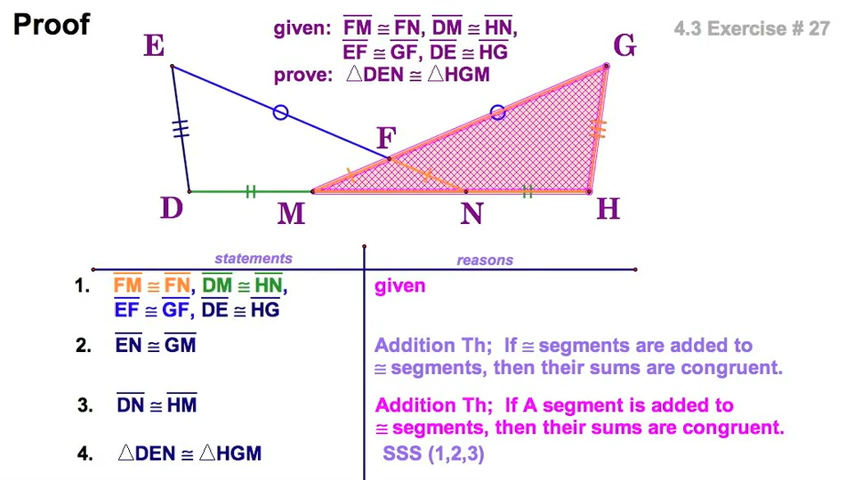 Proof
given: FM ≅ FN, DM ≅ HN,
4.3 Exercise # 27
EF ≅ GF, DE ≅ HG
prove: △DEN ≅ △HGM
E
G
F
D
M
N
H
statements
reasons
1. FM ≅ FN, DM ≅ HN, given
EF ≅ GF, DE ≅ HG
2. EN ≅ GM Addition Th; If ≅ segments are added to
≅ segments, then their sums are congruent.
3. DN ≅ HM Addition Th; If A segment is added to
≅ segments, then their sums are congruent.
4. △DEN ≅ △HGM SSS (1,2,3)